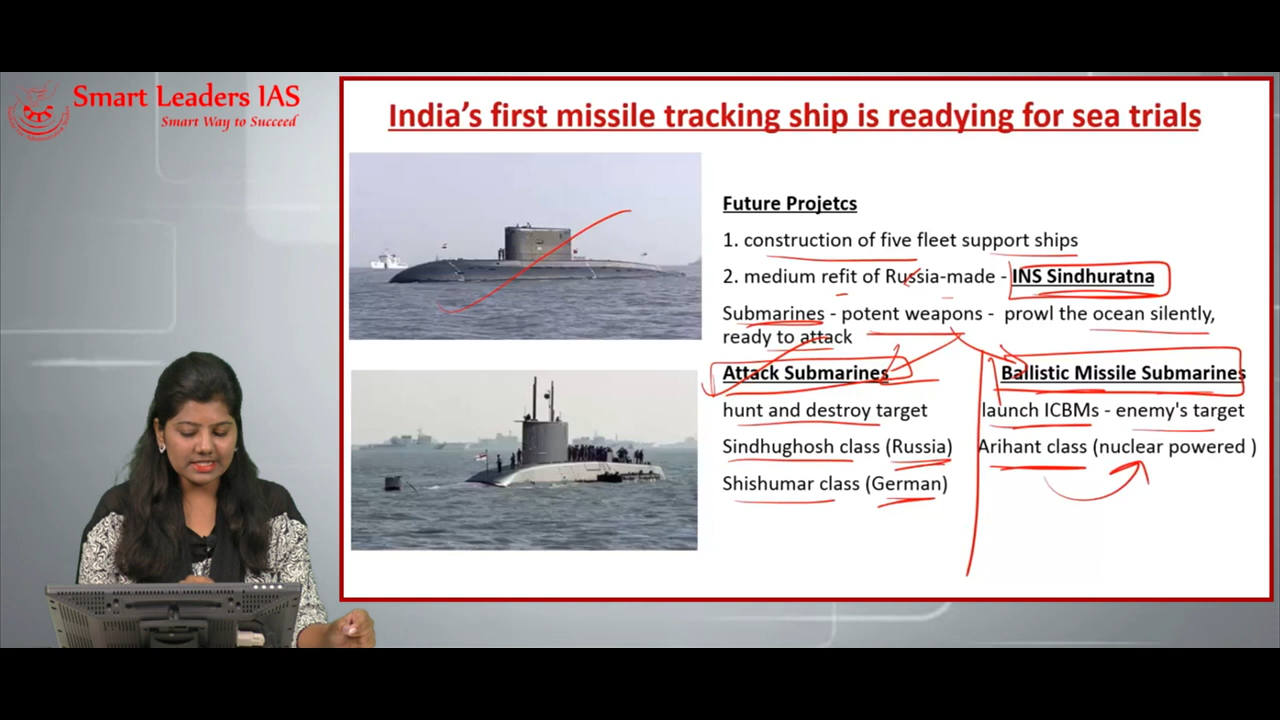 Smart Leaders IAS
Smart Way to Succeed
India's first missile tracking ship is readying for sea trials
Future Projetcs
1. construction of five fleet support ships
2. medium refit of Russia-made - INS Sindhuratna
Submarines - potent weapons - prowl the ocean silently,
ready to attack
Attack Submarines
hunt and destroy target
Sindhughosh class (Russia)
Shishumar class (German)
Ballistic Missile Submarines
launch ICBMs - enemy's target
Arihant class (nuclear powered )